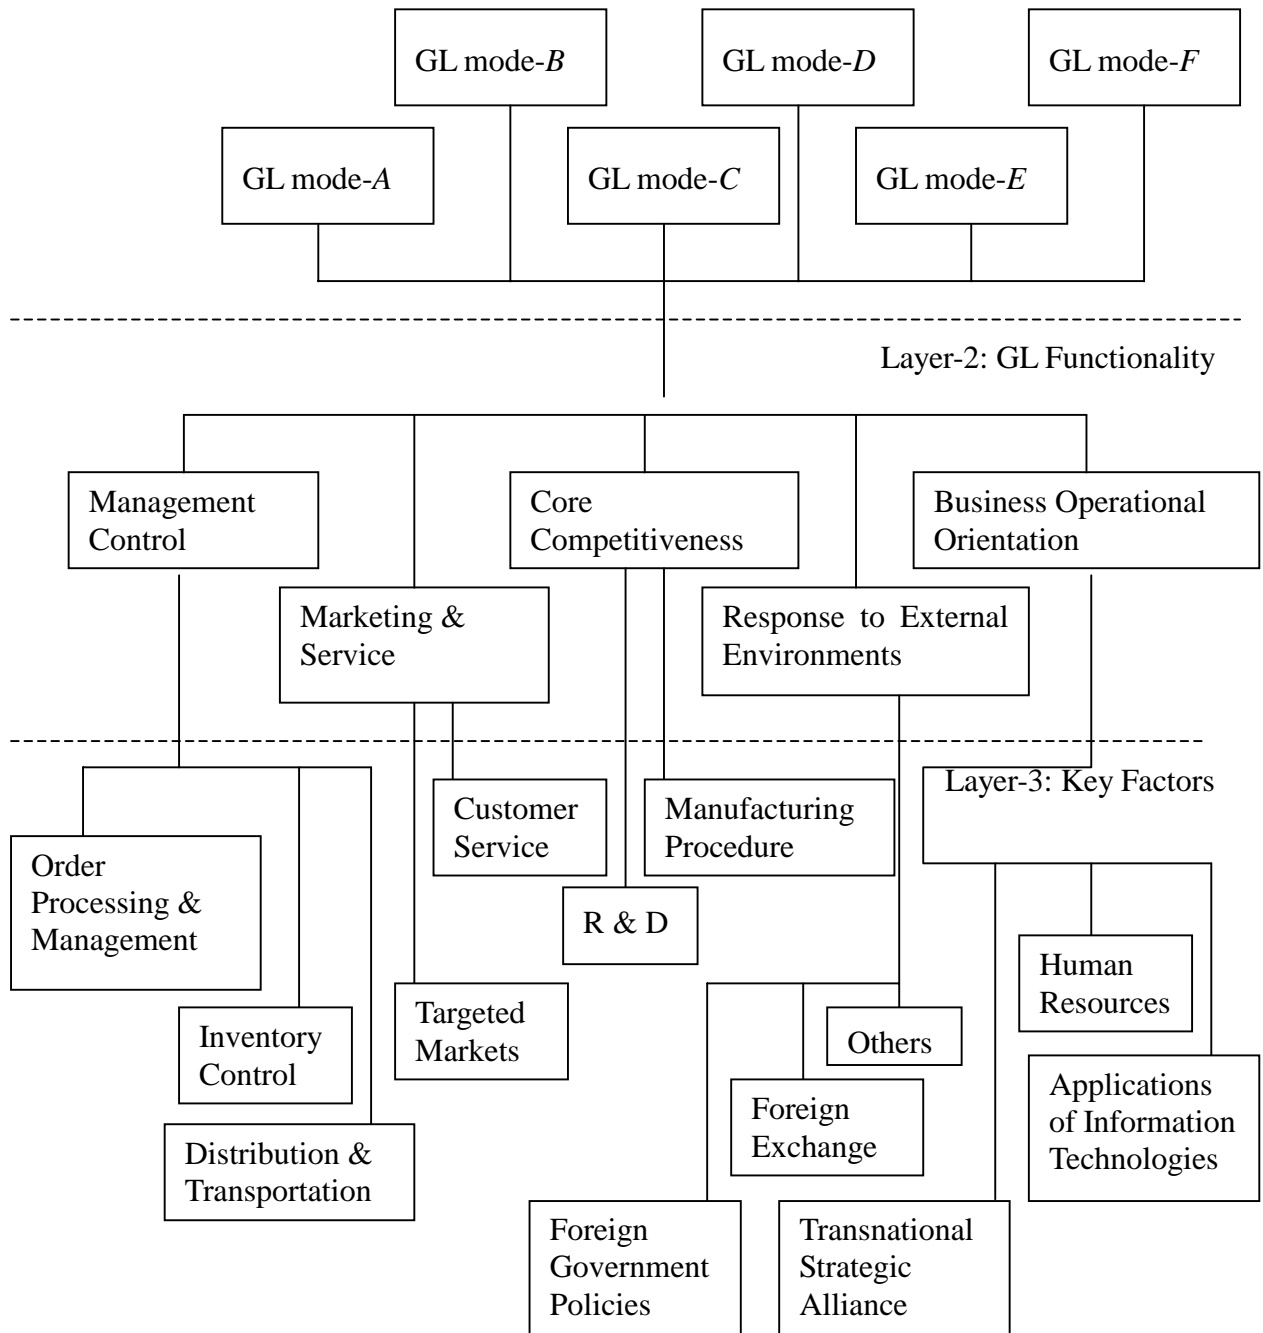 GL mode-B
GL mode-D
GL mode-F
GL mode-A
GL mode-C
GL mode-E
Layer-2: GL Functionality
Management
Control
Core
Competitiveness
Business Operational
Orientation
Marketing &
Service
Response to External
Environments
Layer-3: Key Factors
Customer
Service
Manufacturing
Procedure
Order
Processing &
Management
R & D
Human
Resources
Targeted
Markets
Inventory
Control
Others
Applications
of Information
Technologies
Foreign
Exchange
Distribution &
Transportation
Foreign
Government
Policies
Transnational
Strategic
Alliance